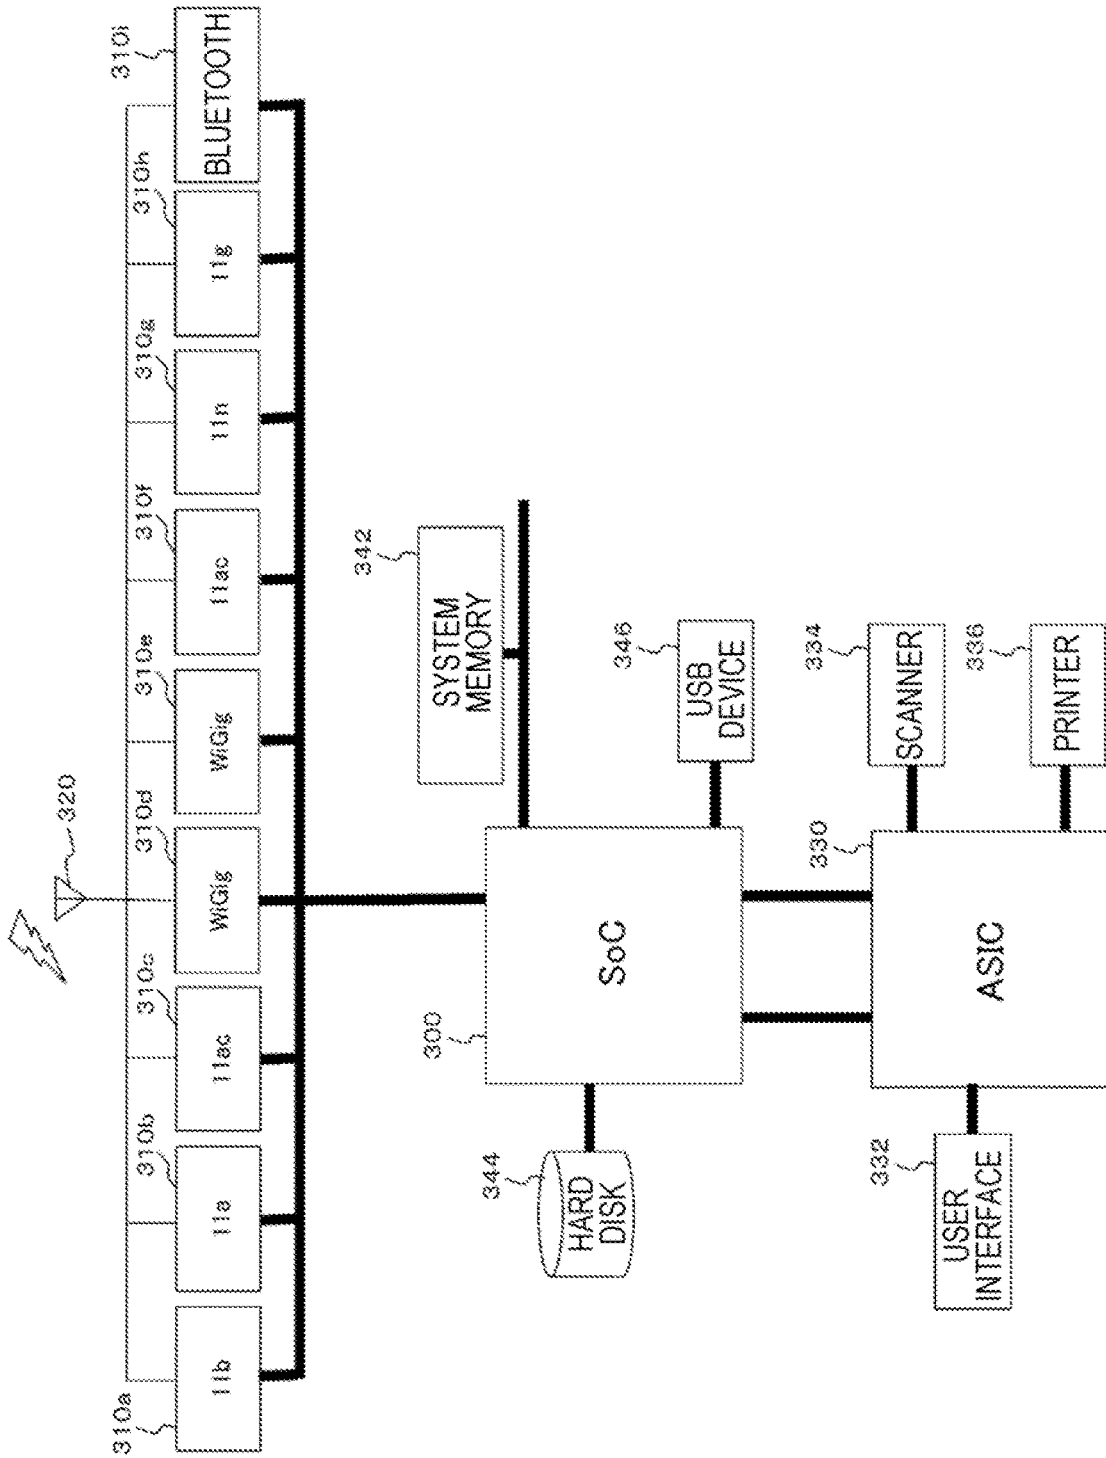 320
310a
310b
310c
310d
310e
310f
310g
310h
310i
11b
11a
11ac
WiGig
WiGig
11ac
11n
11g
BLUETOOTH
342
SYSTEM
MEMORY
300
SoC
344
HARD
DISK
346
USB
DEVICE
330
ASIC
334
SCANNER
332
USER
INTERFACE
336
PRINTER